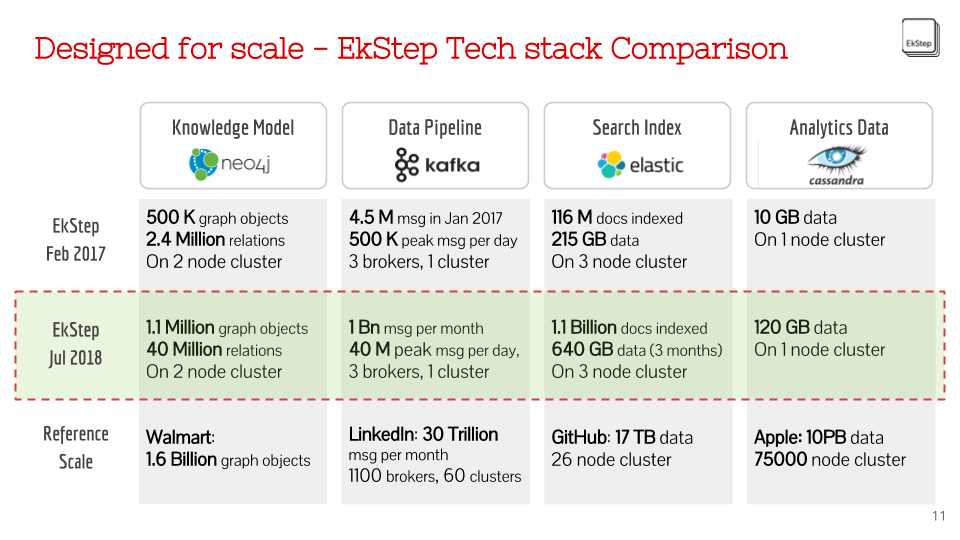 Designed for scale – EkStep Tech stack Comparison
EkStep
Knowledge Model
neo4j
Data Pipeline
kafka
Search Index
elastic
Analytics Data
cassandra
EkStep
Feb 2017
500 K graph objects
2.4 Million relations
On 2 node cluster
4.5 M msg in Jan 2017
500 K peak msg per day
3 brokers, 1 cluster
116 M docs indexed
215 GB data
On 3 node cluster
10 GB data
On 1 node cluster
EkStep
Jul 2018
1.1 Million graph objects
40 Million relations
On 2 node cluster
1 Bn msg per month
40 M peak msg per day,
3 brokers, 1 cluster
1.1 Billion docs indexed
640 GB data (3 months)
On 3 node cluster
120 GB data
On 1 node cluster
Reference
Scale
Walmart:
1.6 Billion graph objects
LinkedIn: 30 Trillion
msg per month
1100 brokers, 60 clusters
GitHub: 17 TB data
26 node cluster
Apple: 10PB data
75000 node cluster
11